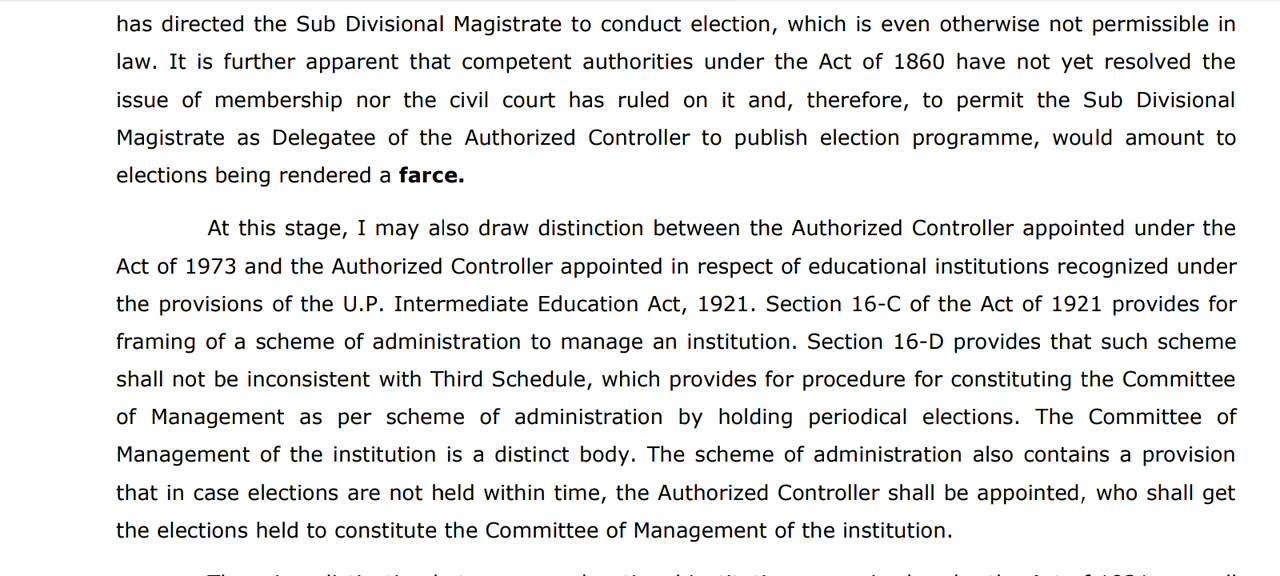 has directed the Sub Divisional Magistrate to conduct election, which is even otherwise not permissible in
law. It is further apparent that competent authorities under the Act of 1860 have not yet resolved the
issue of membership nor the civil court has ruled on it and, therefore, to permit the Sub Divisional
Magistrate as Delegatee of the Authorized Controller to publish election programme, would amount to
elections being rendered a farce.
At this stage, I may also draw distinction between the Authorized Controller appointed under the
Act of 1973 and the Authorized Controller appointed in respect of educational institutions recognized under
the provisions of the U.P. Intermediate Education Act, 1921. Section 16-C of the Act of 1921 provides for
framing of a scheme of administration to manage an institution. Section 16-D provides that such scheme
shall not be inconsistent with Third Schedule, which provides for procedure for constituting the Committee
of Management as per scheme of administration by holding periodical elections. The Committee of
Management of the institution is a distinct body. The scheme of administration also contains a provision
that in case elections are not held within time, the Authorized Controller shall be appointed, who shall get
the elections held to constitute the Committee of Management of the institution.